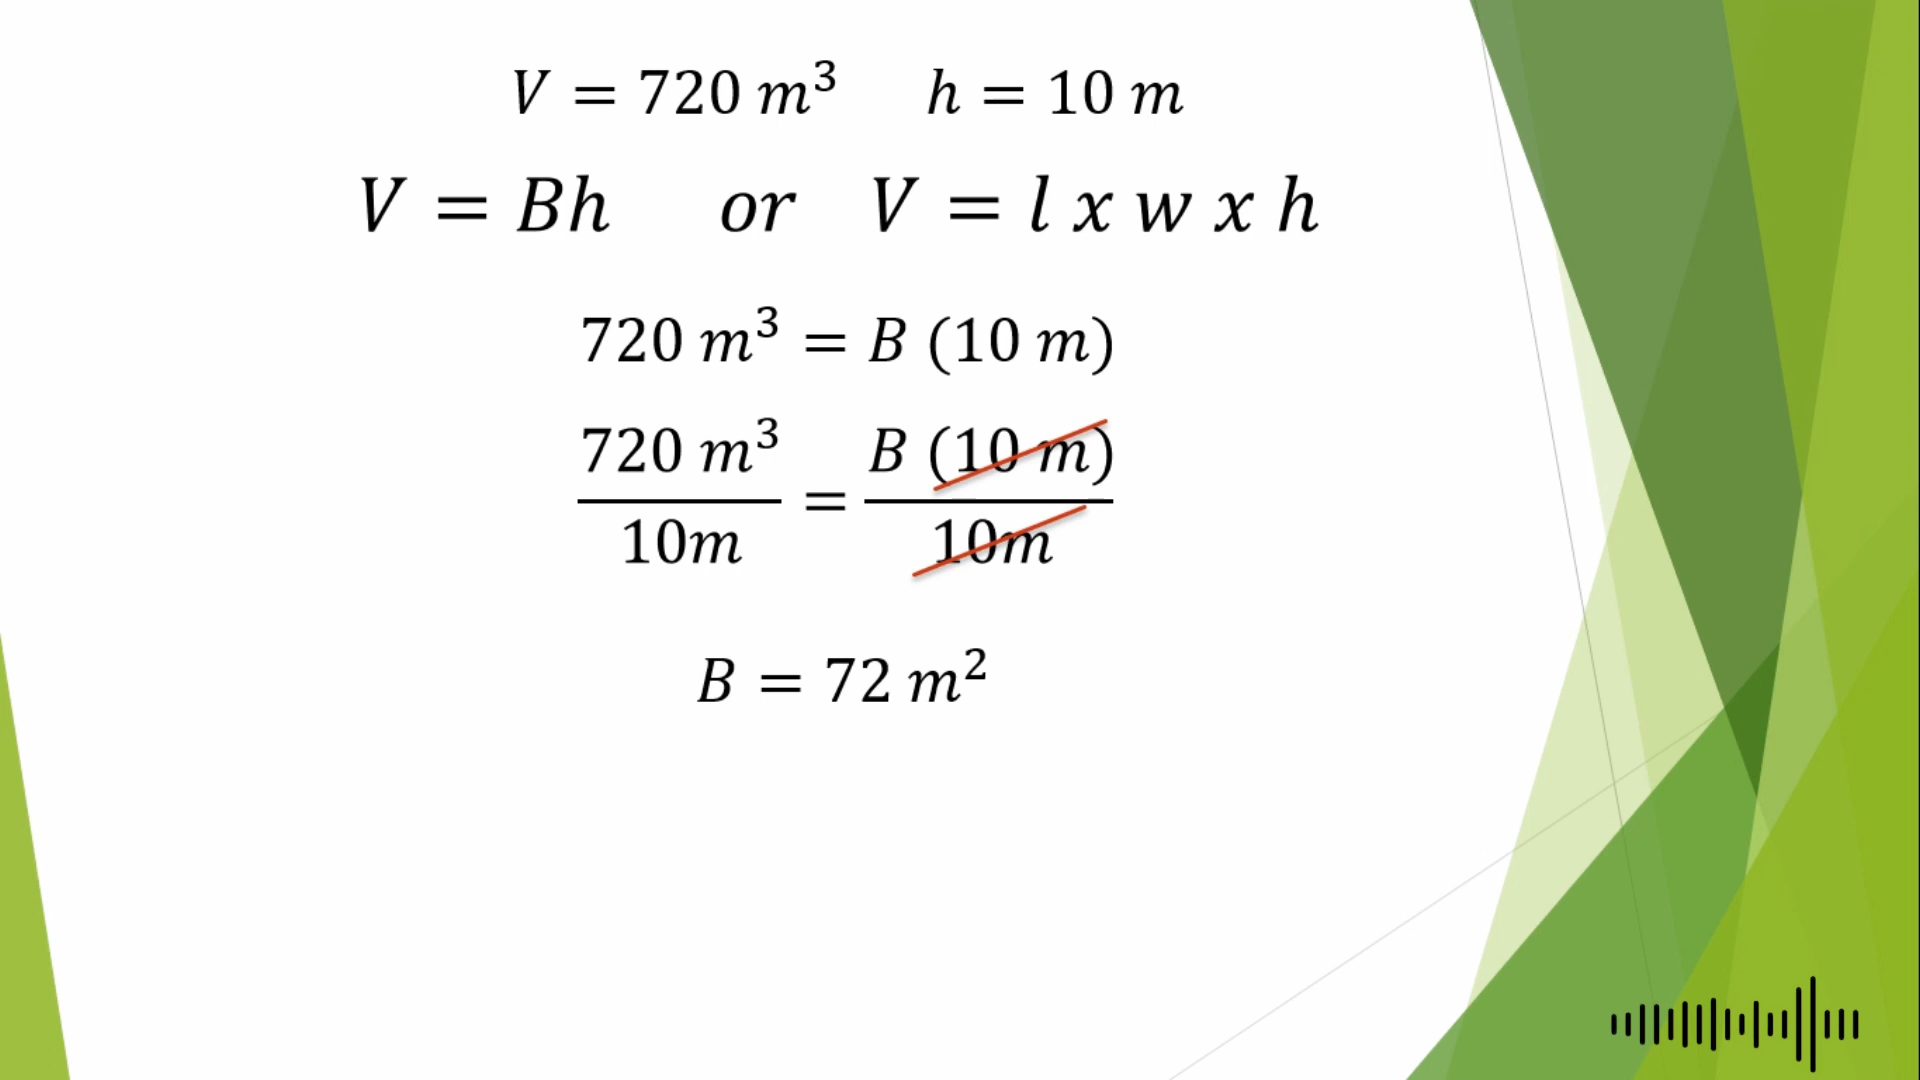 V = 720 m³ h = 10 m
V = Bh or V = l x w x h
720 m³ = B (10 m)
720 m³ = B (10 m)
10m 10m
B = 72 m²